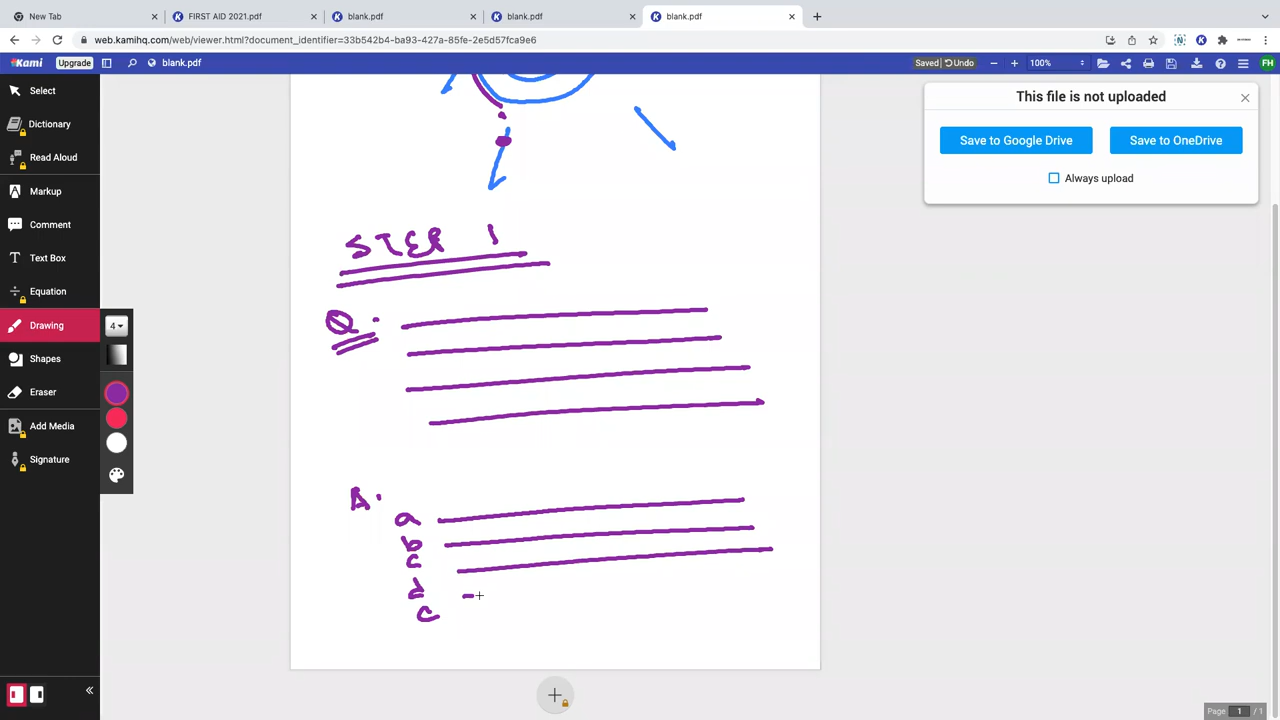 New Tab
FIRST AID 2021.pdf
blank.pdf
blank.pdf
blank.pdf
web.kamihq.com/web/viewer.html?document_identifier=33b542b4-ba93-427a-85fe-2e5d57fca9e6
Kami Upgrade blank.pdf Saved Undo 100% FH
Select
Dictionary
Read Aloud
Markup
Comment
Text Box
Equation
Drawing
Shapes
Eraser
Add Media
Signature
4
This file is not uploaded
Save to Google Drive Save to OneDrive
Always upload
STEP 1
Q:
A:
a
b
c
d
Page 1 / 1